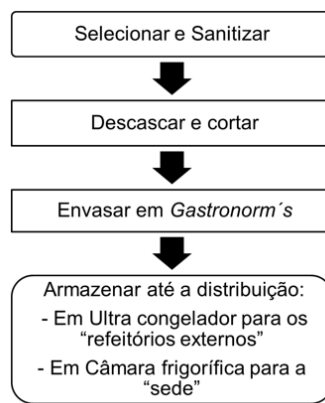 Selecionar e Sanitizar
Descascar e cortar
Envasar em Gastronorm´s
Armazenar até a distribuição:
- Em Ultra congelador para os
“refeitórios externos”
- Em Câmara frigorífica para a
“sede”